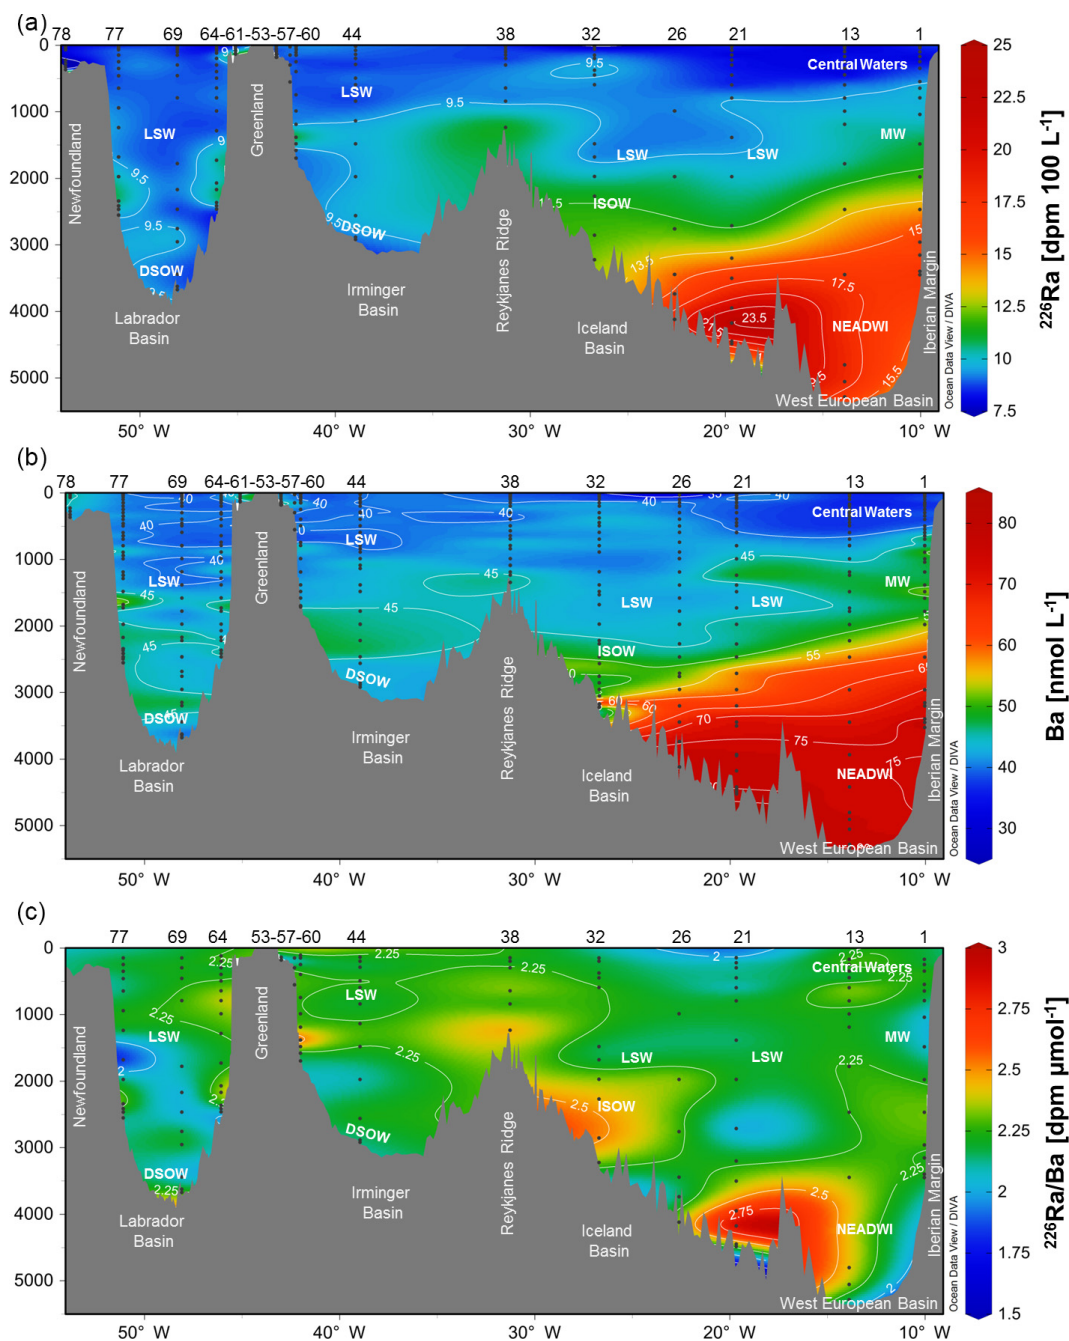 (a)
78 77 69 64-61-53-57-60 44 38 32 26 21 13 1
0
1000
2000
3000
4000
5000
9.5
9.5
Central Waters
LSW
9.5
LSW
MW
LSW
LSW
9.5
ISOW
9.5
9.5
DSOW
DSOW
13.5
15
17.5
23.5
21.5
NEADWI
15.5
Newfoundland
Greenland
Reykjanes Ridge
Iberian Margin
Labrador
Basin
Irminger
Basin
Iceland
Basin
West European Basin
Ocean Data View / DIVA
50° W 40° W 30° W 20° W 10° W
25
22.5
20
17.5
15
12.5
10
7.5
226Ra [dpm 100 L-1]
(b)
78 77 69 64-61-53-57-60 44 38 32 26 21 13 1
0
1000
2000
3000
4000
5000
40
40
40
40
40
35
40
Central Waters
LSW
40
LSW
45
45
MW
LSW
LSW
45
45
ISOW
55
DSOW
DSOW
45
60
60
65
70
75
75
NEADWI
Newfoundland
Greenland
Reykjanes Ridge
Iberian Margin
Labrador
Basin
Irminger
Basin
Iceland
Basin
West European Basin
Ocean Data View / DIVA
50° W 40° W 30° W 20° W 10° W
80
70
60
50
40
30
Ba [nmol L-1]
(c)
77 69 64 53-57-60 44 38 32 26 21 13 1
0
1000
2000
3000
4000
5000
2.25
2.25
2.25
2
2.25
2.25
Central Waters
LSW
2.25
LSW
MW
2.25
LSW
LSW
2.25
2
2.5
ISOW
DSOW
DSOW
2.25
2.25
2.5
2.75
NEADWI
2
Newfoundland
Greenland
Reykjanes Ridge
Iberian Margin
Labrador
Basin
Irminger
Basin
Iceland
Basin
West European Basin
Ocean Data View / DIVA
50° W 40° W 30° W 20° W 10° W
3
2.75
2.5
2.25
2
1.75
1.5
226Ra/Ba [dpm µmol-1]